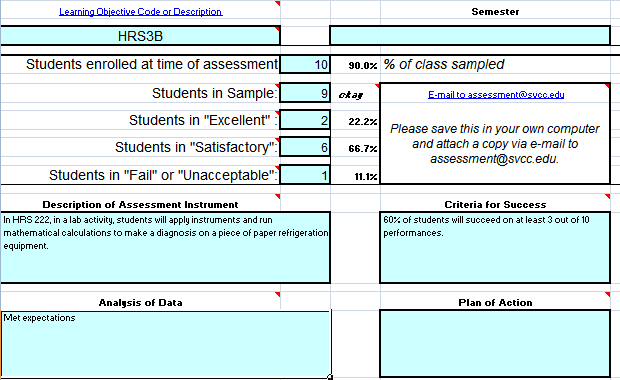 Learning Objective Code or Description
Semester
HRS3B
Students enrolled at time of assessment 10 90.0% % of class sampled
Students in Sample: 9 okay
E-mail to assessment@svcc.edu
Students in "Excellent" : 2 22.2%
Please save this in your own computer
and attach a copy via e-mail to
assessment@svcc.edu.
Students in "Satisfactory": 6 66.7%
Students in "Fail" or "Unacceptable": 1 11.1%
Description of Assessment Instrument
Criteria for Success
In HRS 222, in a lab activity, students will apply instruments and run
mathematical calculations to make a diagnosis on a piece of paper refrigeration
equipment.
60% of students will succeed on at least 3 out of 10
performances.
Analysis of Data
Plan of Action
Met expectations